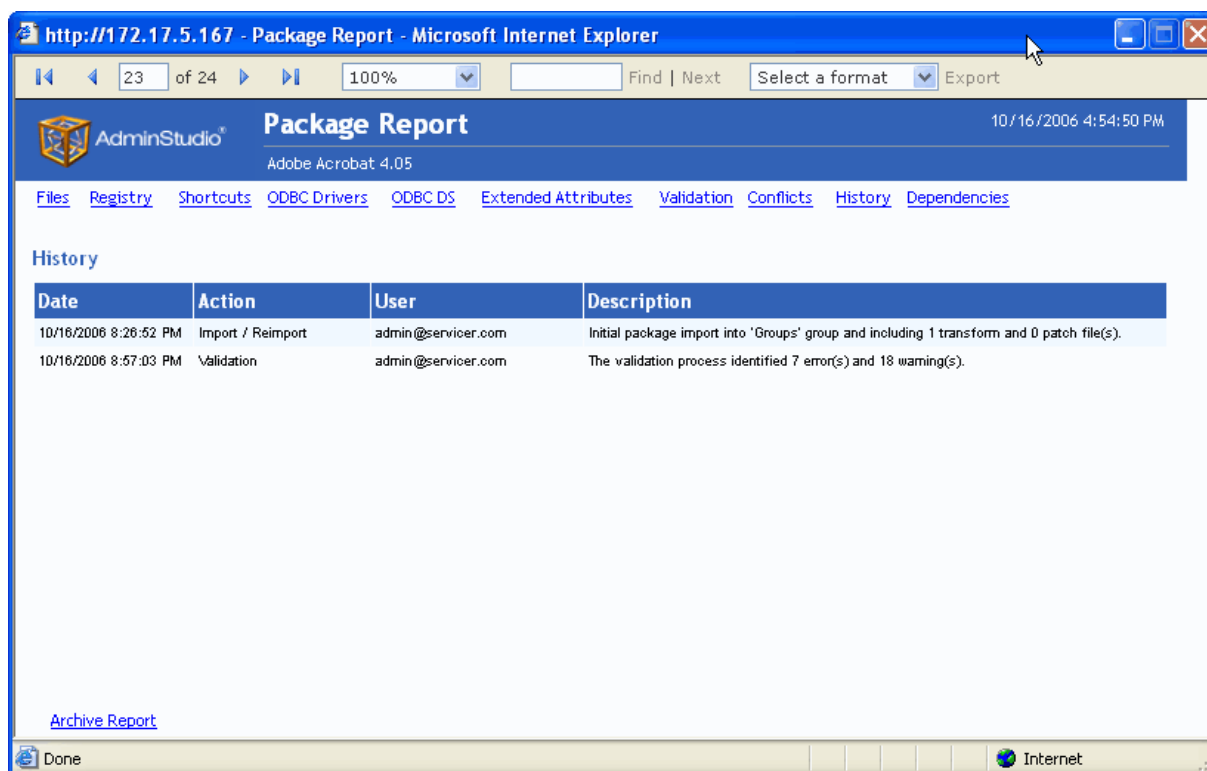 http://172.17.5.167 - Package Report - Microsoft Internet Explorer
23 of 24 100% Find | Next Select a format Export
AdminStudio® Package Report 10/16/2006 4:54:50 PM
Adobe Acrobat 4.05
Files Registry Shortcuts ODBC Drivers ODBC DS Extended Attributes Validation Conflicts History Dependencies
History
Date Action User Description
10/16/2006 8:26:52 PM Import / Reimport admin@servicer.com Initial package import into 'Groups' group and including 1 transform and 0 patch file(s).
10/16/2006 8:57:03 PM Validation admin@servicer.com The validation process identified 7 error(s) and 18 warning(s).
Archive Report
Done Internet